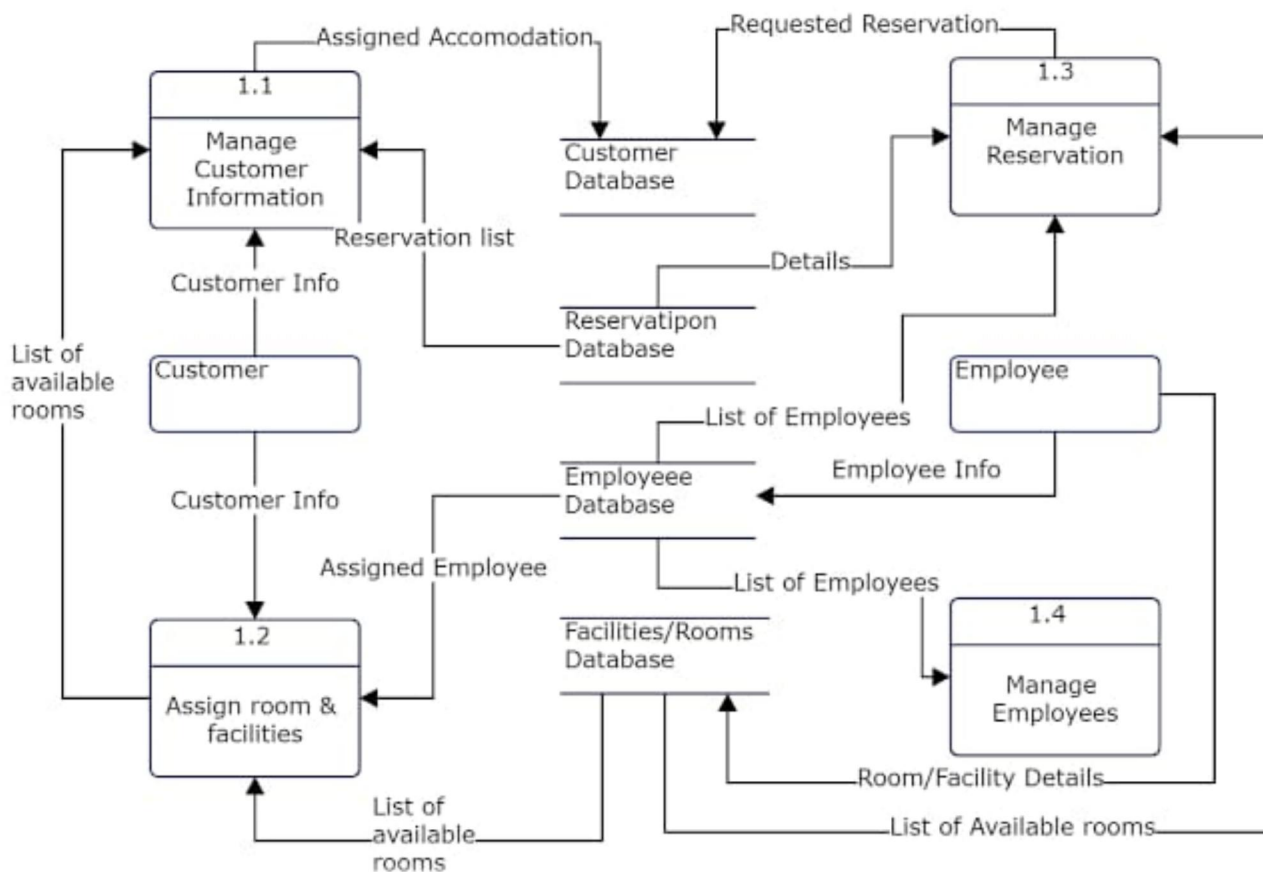 Assigned Accomodation
Requested Reservation
1.1
Manage
Customer
Information
1.3
Manage
Reservation
Customer
Database
Reservation list
Details
Customer Info
Reservatipon
Database
List of
available
rooms
Customer
Employee
List of Employees
Customer Info
Employeee
Database
Employee Info
Assigned Employee
List of Employees
1.2
Assign room &
facilities
Facilities/Rooms
Database
1.4
Manage
Employees
Room/Facility Details
List of
available
rooms
List of Available rooms